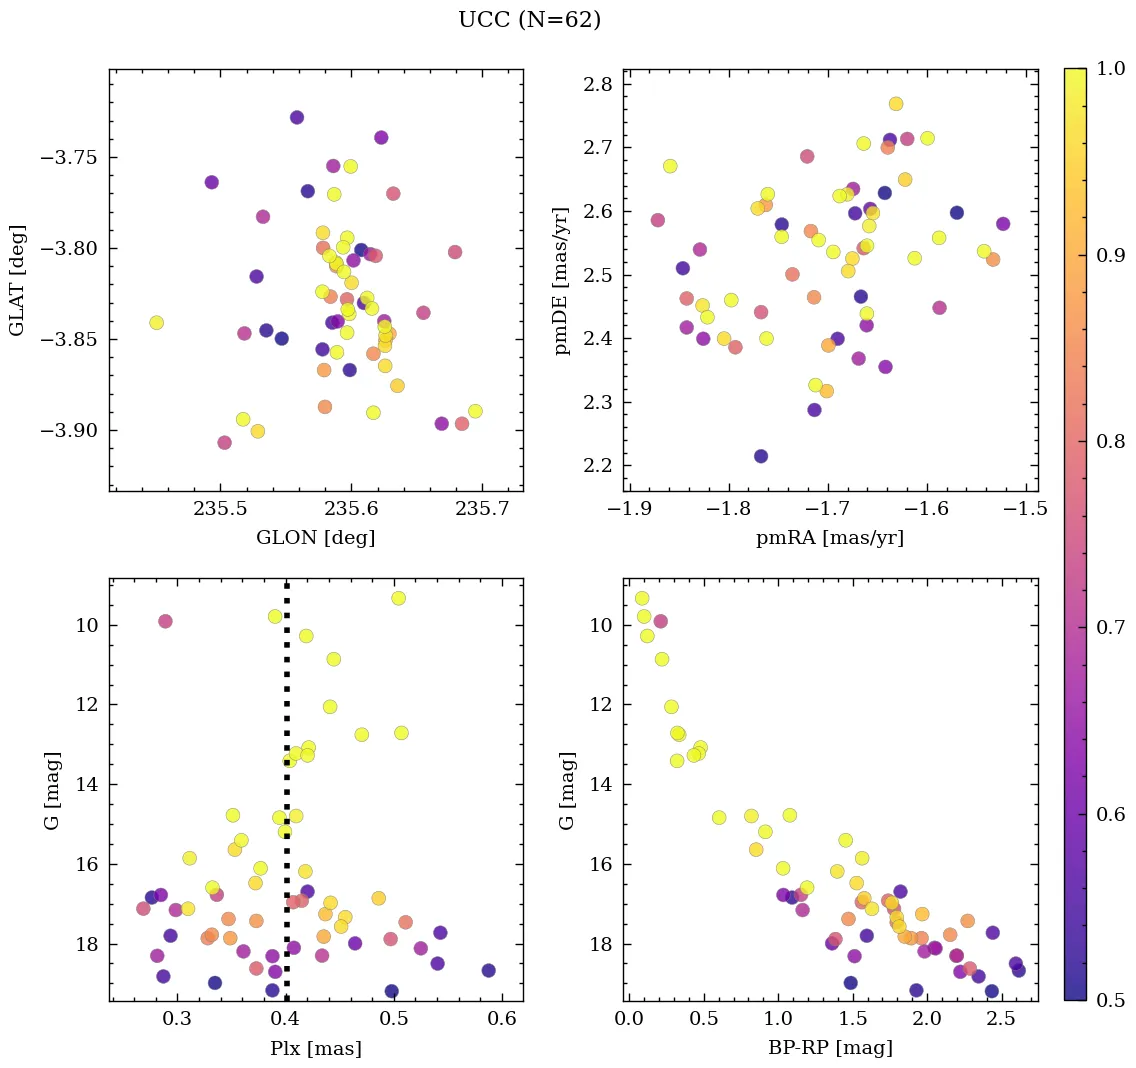 UCC (N=62)
−3.75
−3.80
−3.85
−3.90
GLAT [deg]
235.5 235.6 235.7
GLON [deg]
2.8
2.7
2.6
2.5
2.4
2.3
2.2
pmDE [mas/yr]
−1.9 −1.8 −1.7 −1.6 −1.5
pmRA [mas/yr]
10
12
14
16
18
G [mag]
0.3 0.4 0.5 0.6
Plx [mas]
10
12
14
16
18
G [mag]
0.0 0.5 1.0 1.5 2.0 2.5
BP-RP [mag]
1.0
0.9
0.8
0.7
0.6
0.5